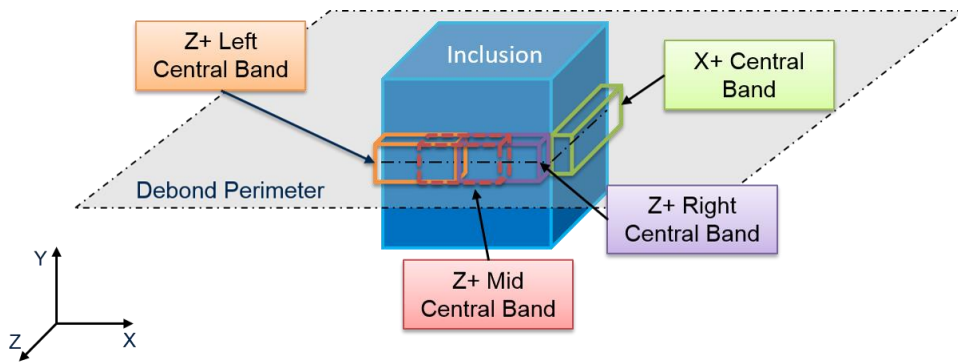 Z+ Left
Central Band
Inclusion
X+ Central
Band
Debond Perimeter
Z+ Right
Central Band
Z+ Mid
Central Band
Y
Z
X